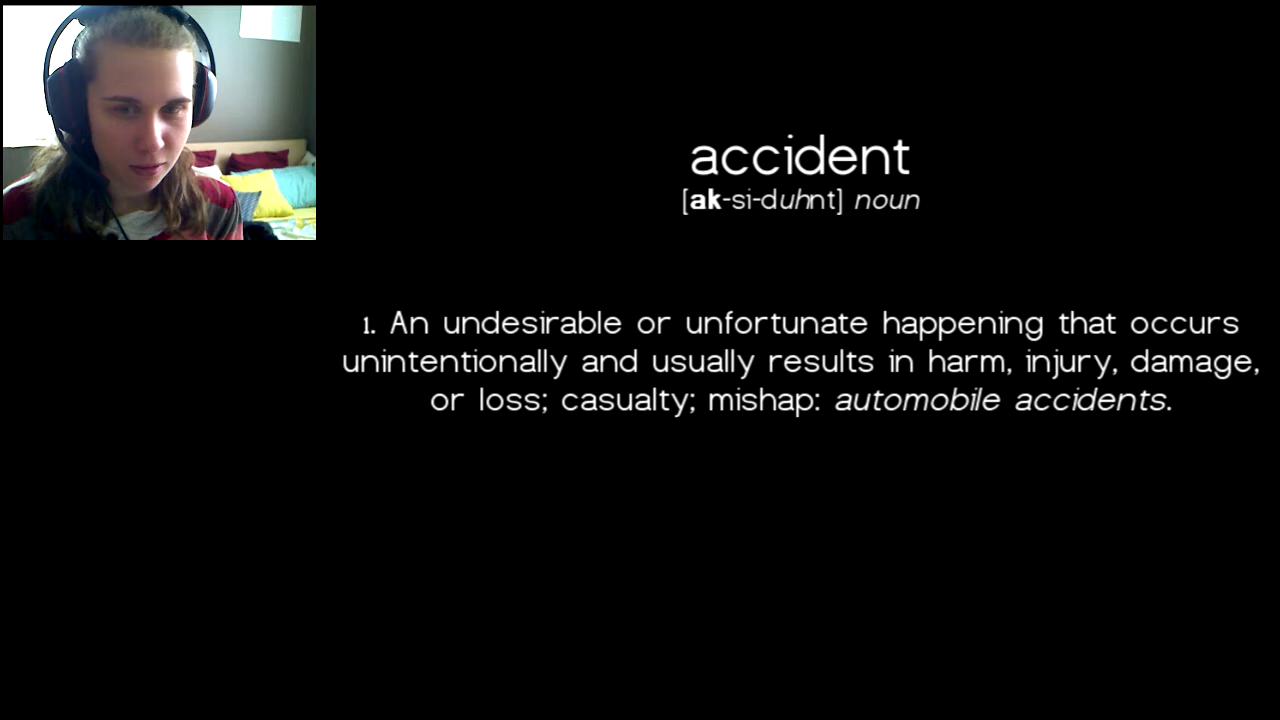 accident
[ak-si-duhnt] noun
1. An undesirable or unfortunate happening that occurs
unintentionally and usually results in harm, injury, damage,
or loss; casualty; mishap: automobile accidents.